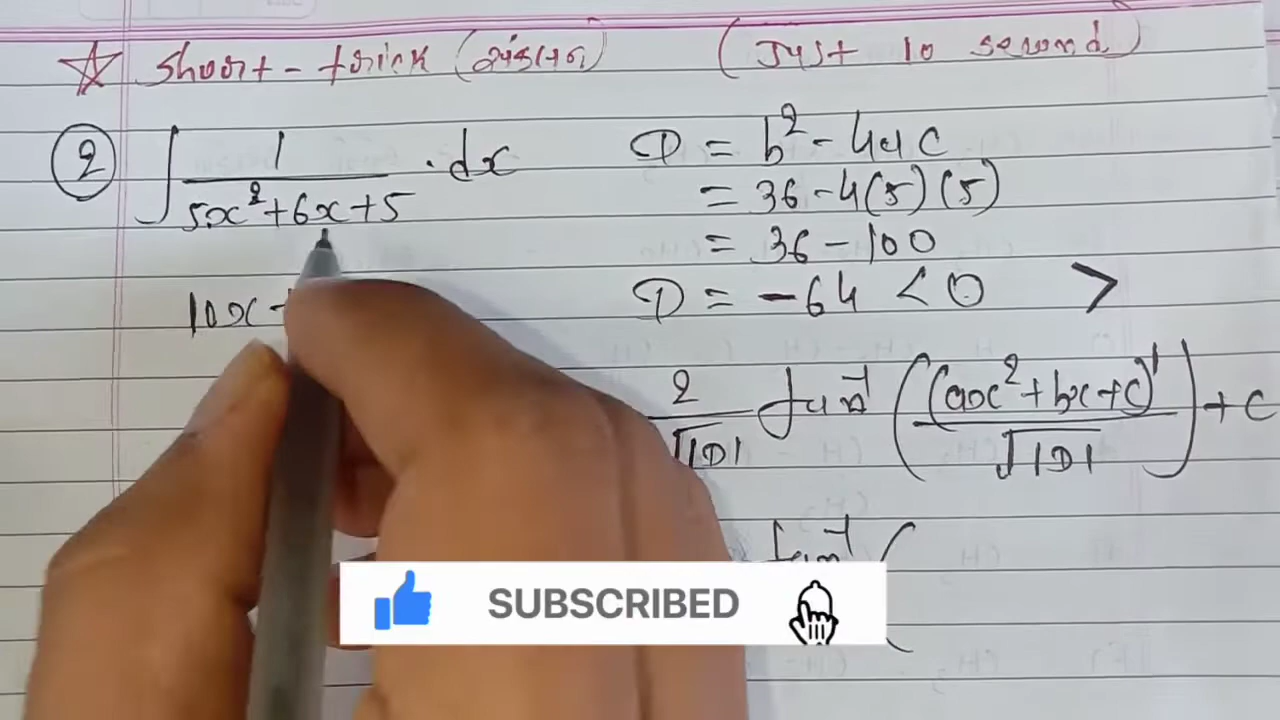 ☆ Short - trick (સંકલન) (Just 10 second)
② ∫ 1/(5x²+6x+5) · dx
D = b² - 4ac
= 36 - 4(5)(5)
= 36 - 100
D = -64 < 0 >
10x +
2/√|D| tan⁻¹ ((ax²+bx+c)'/√|D|) + C
tan⁻¹ (
SUBSCRIBED